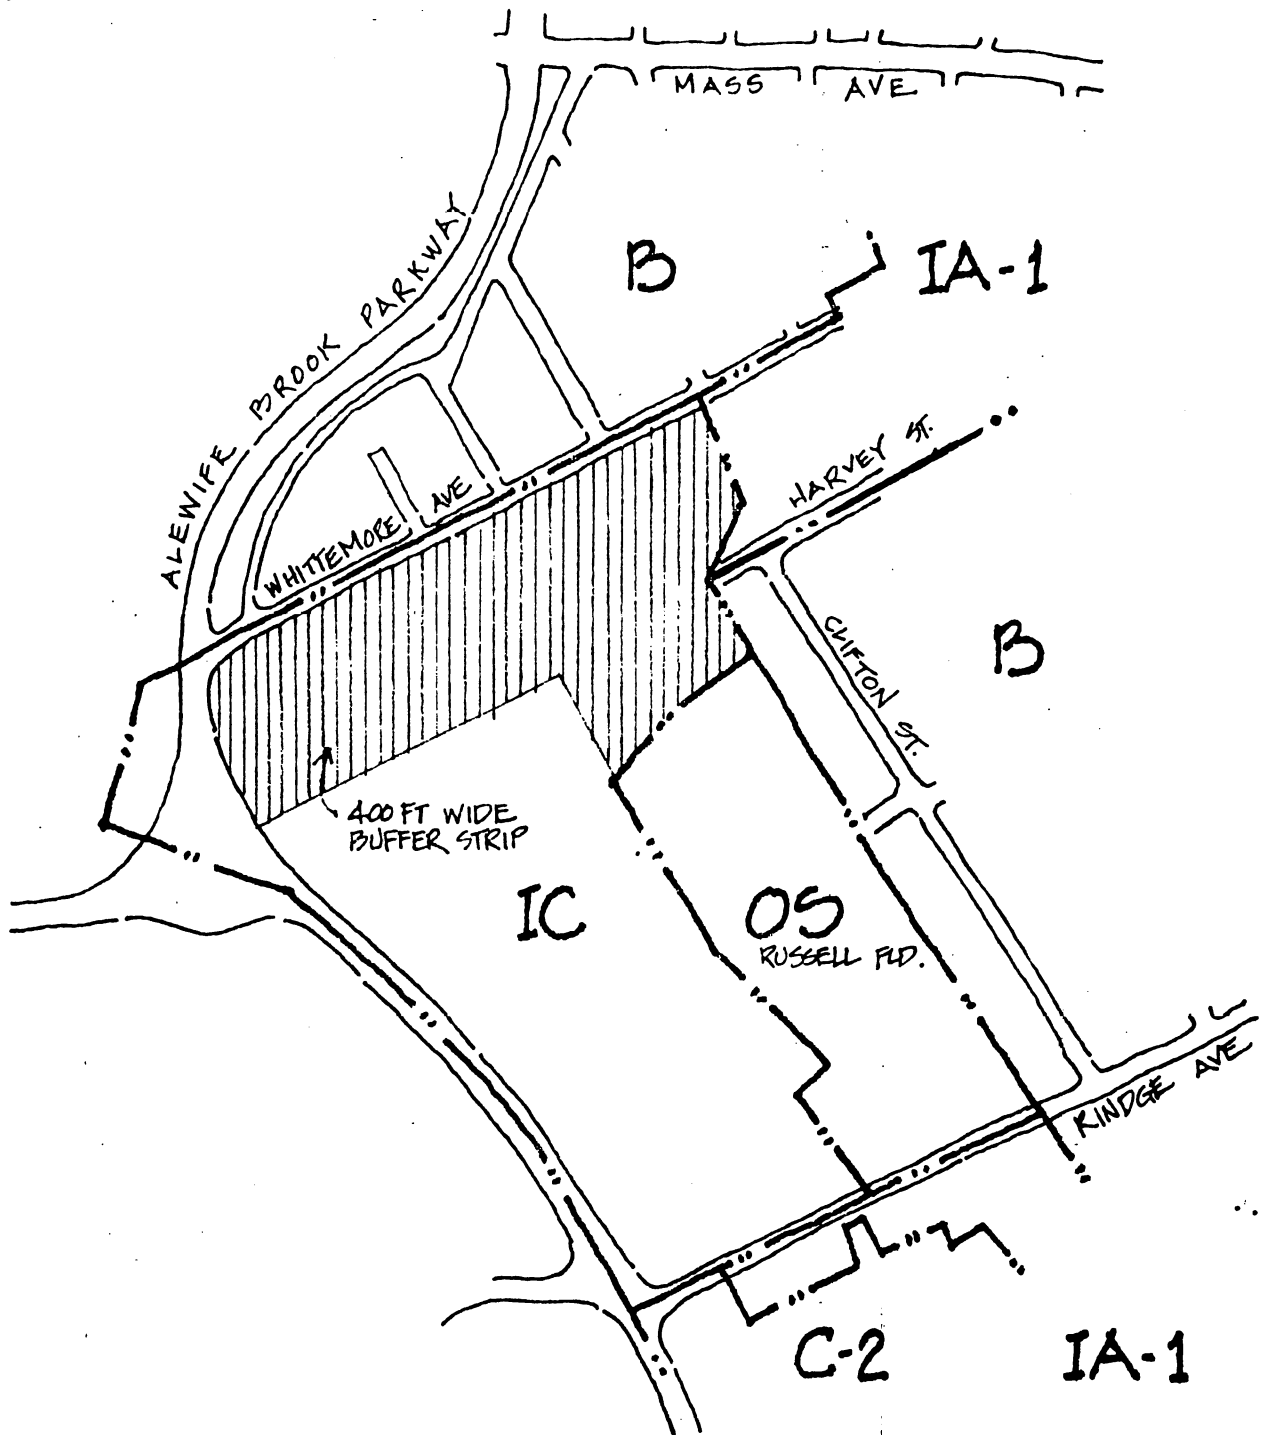 MASS AVE
B
IA-1
ALEWIFE BROOK PARKWAY
HARVEY ST.
WHITTEMORE AVE
CLIFTON ST.
B
400 FT WIDE
BUFFER STRIP
IC
OS
RUSSELL FLD.
RINDGE AVE
C-2
IA-1